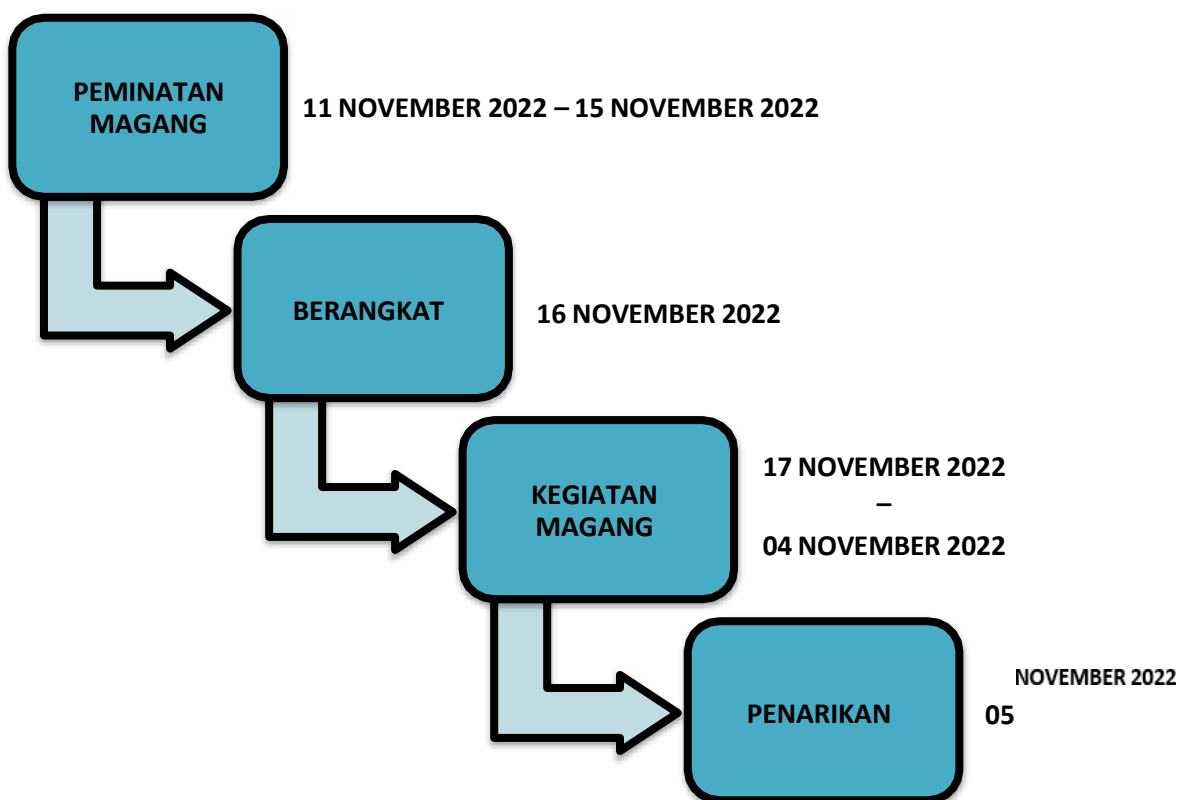 PEMINATAN
MAGANG
11 NOVEMBER 2022 – 15 NOVEMBER 2022
BERANGKAT
16 NOVEMBER 2022
KEGIATAN
MAGANG
17 NOVEMBER 2022
–
04 NOVEMBER 2022
PENARIKAN
NOVEMBER 2022
05